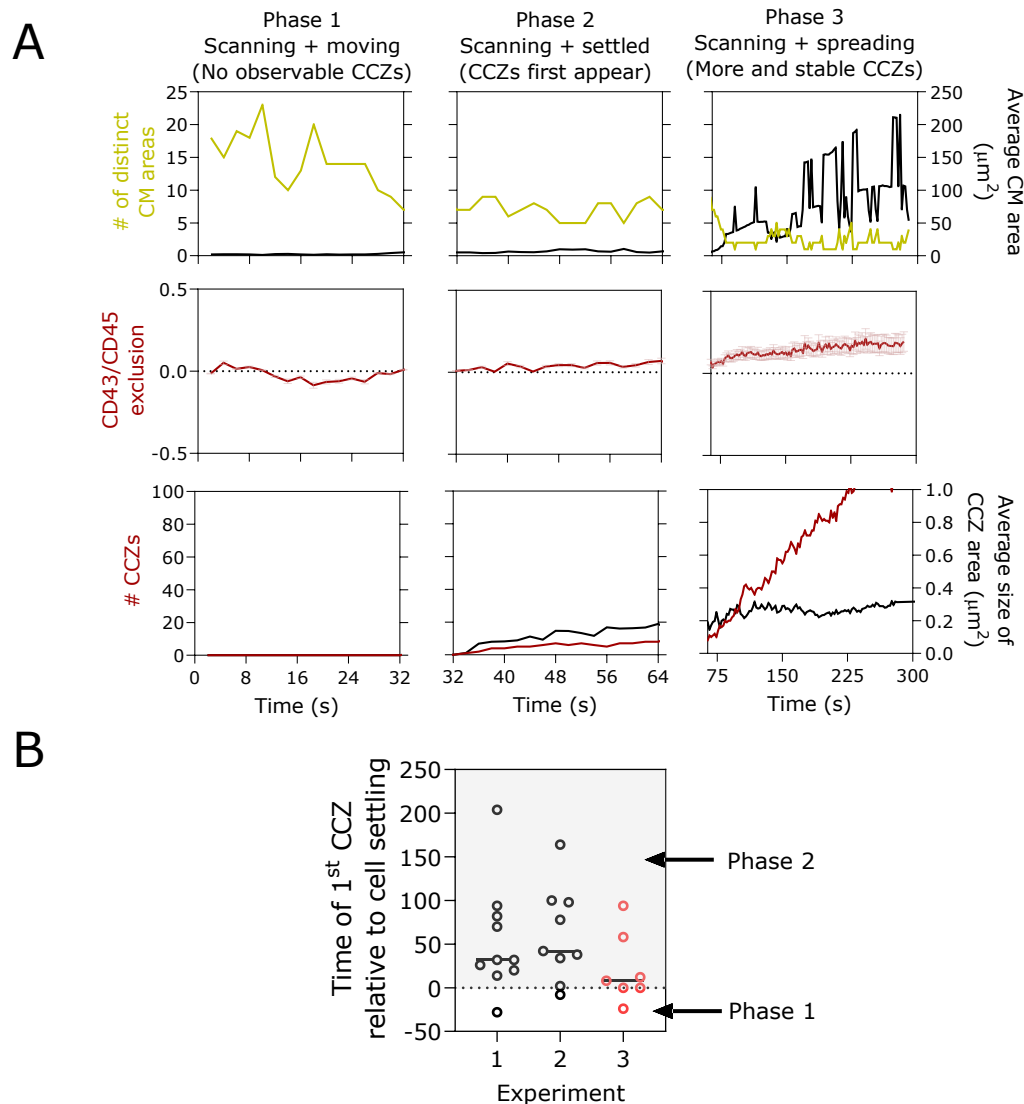 A
Phase 1
Scanning + moving
(No observable CCZs)
Phase 2
Scanning + settled
(CCZs first appear)
Phase 3
Scanning + spreading
(More and stable CCZs)
# of distinct
CM areas
25
20
15
10
5
0
250
200
150
100
50
0
Average CM area
(μm²)
CD43/CD45
exclusion
0.5
0.0
-0.5
# CCZs
100
80
60
40
20
0
1.0
0.8
0.6
0.4
0.2
0.0
Average size of
CCZ area (μm²)
0 8 16 24 32
32 40 48 56 64
75 150 225 300
Time (s)
Time (s)
Time (s)
B
Time of 1st CCZ
relative to cell settling
250
200
150
100
50
0
-50
Phase 2
Phase 1
1 2 3
Experiment